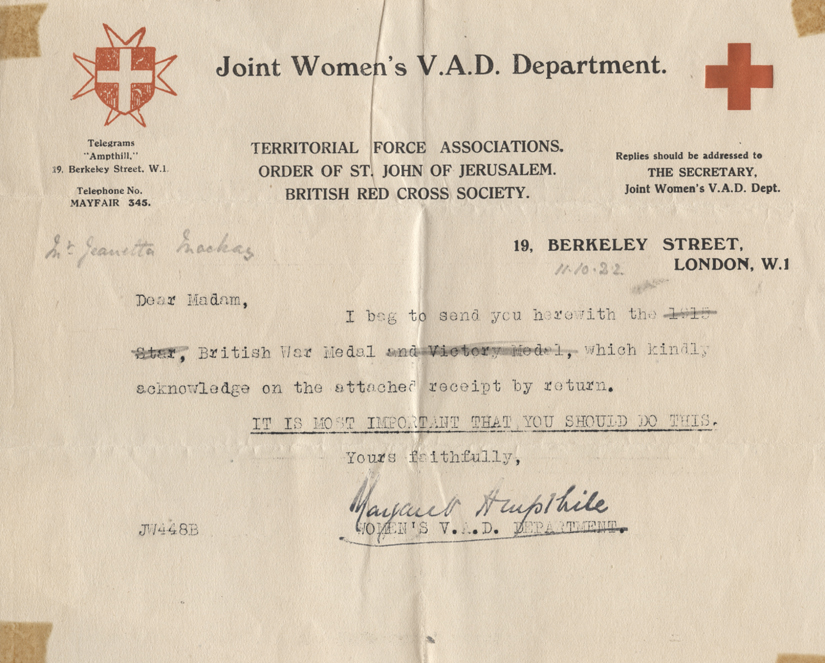 Joint Women's V.A.D. Department.
TERRITORIAL FORCE ASSOCIATIONS.
ORDER OF ST. JOHN OF JERUSALEM.
BRITISH RED CROSS SOCIETY.
Telegrams
"Ampthill,"
19. Berkeley Street, W.1.
Telephone No.
MAYFAIR 345.
Replies should be addressed to
THE SECRETARY,
Joint Women's V.A.D. Dept.
19, BERKELEY STREET,
LONDON, W.1
11.10.22.
Jeanetta Mackay
Dear Madam,
I beg to send you herewith the 1915
Star, British War Medal and Victory Medal, which kindly
acknowledge on the attached receipt by return.
IT IS MOST IMPORTANT THAT YOU SHOULD DO THIS.
Yours faithfully,
Margaret Ampthill
WOMEN'S V.A.D. DEPARTMENT.
JW448B